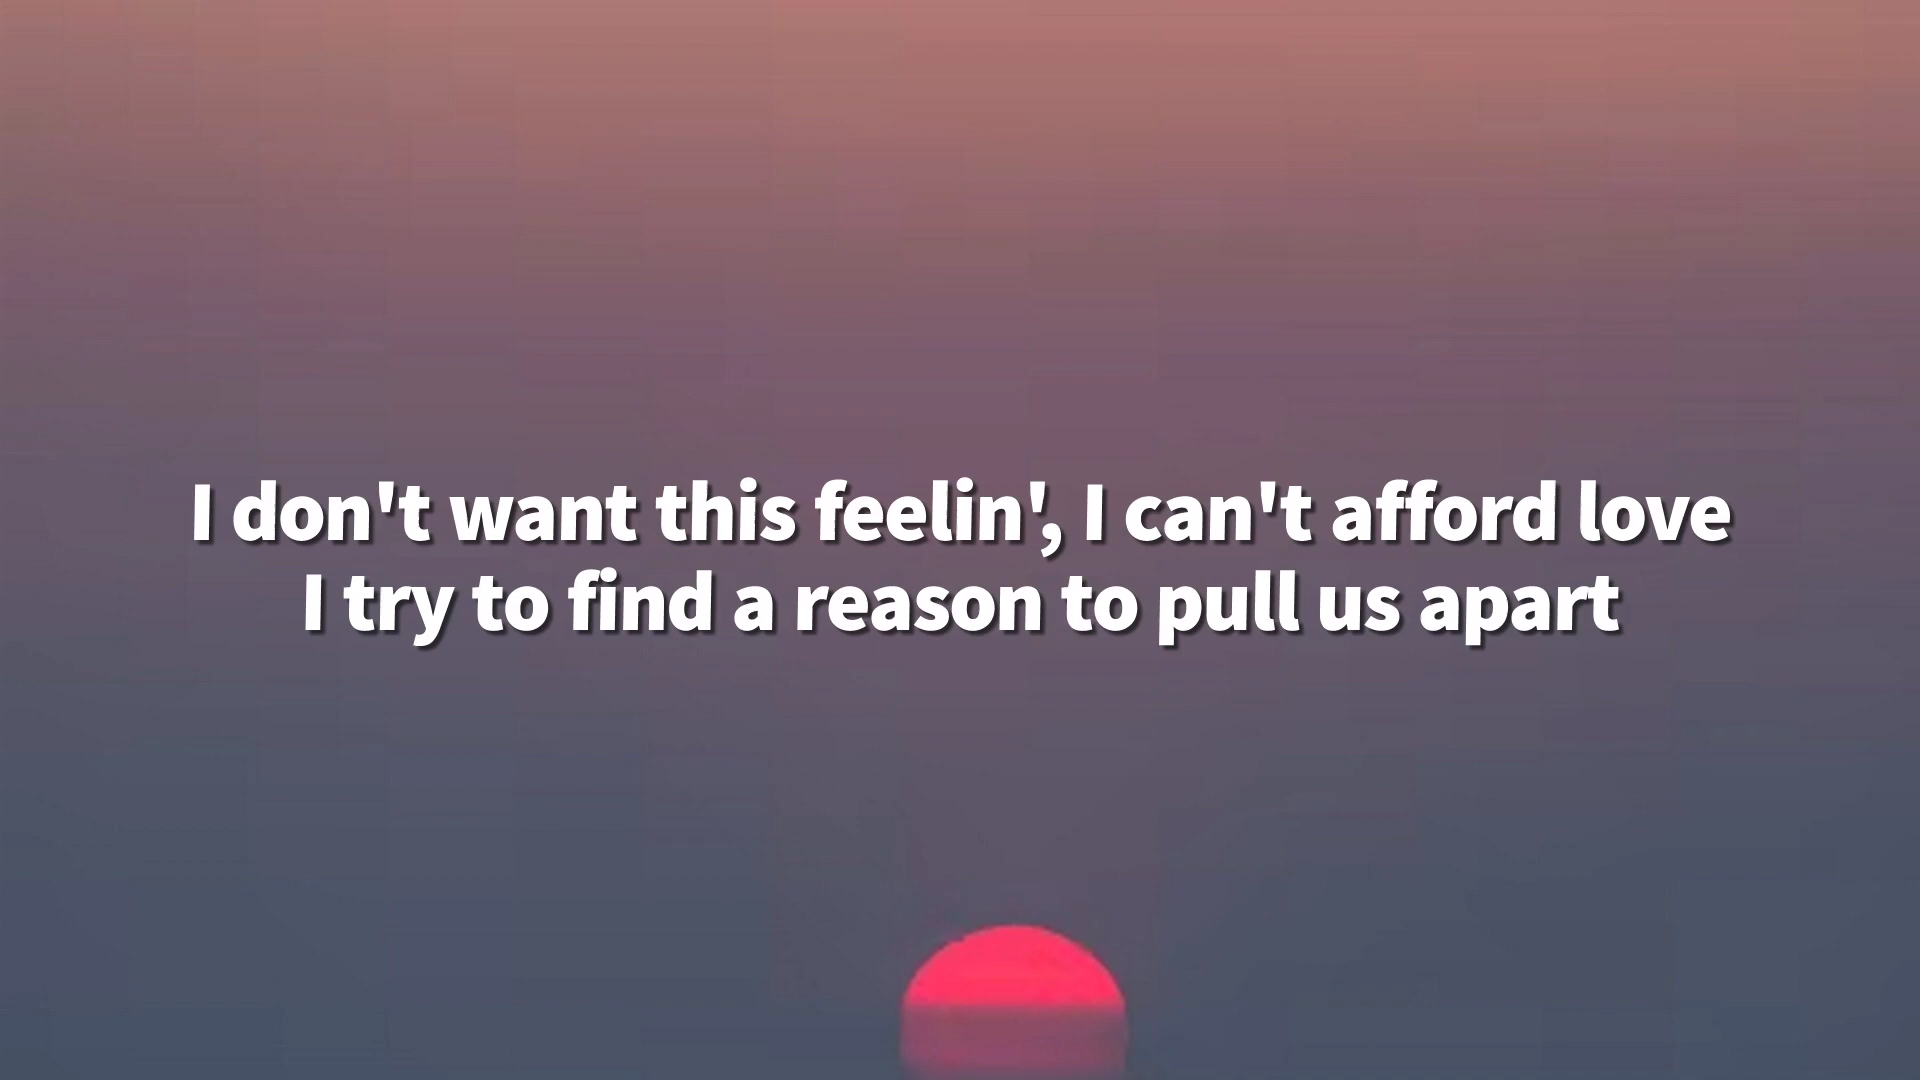 I don't want this feelin', I can't afford love
I try to find a reason to pull us apart